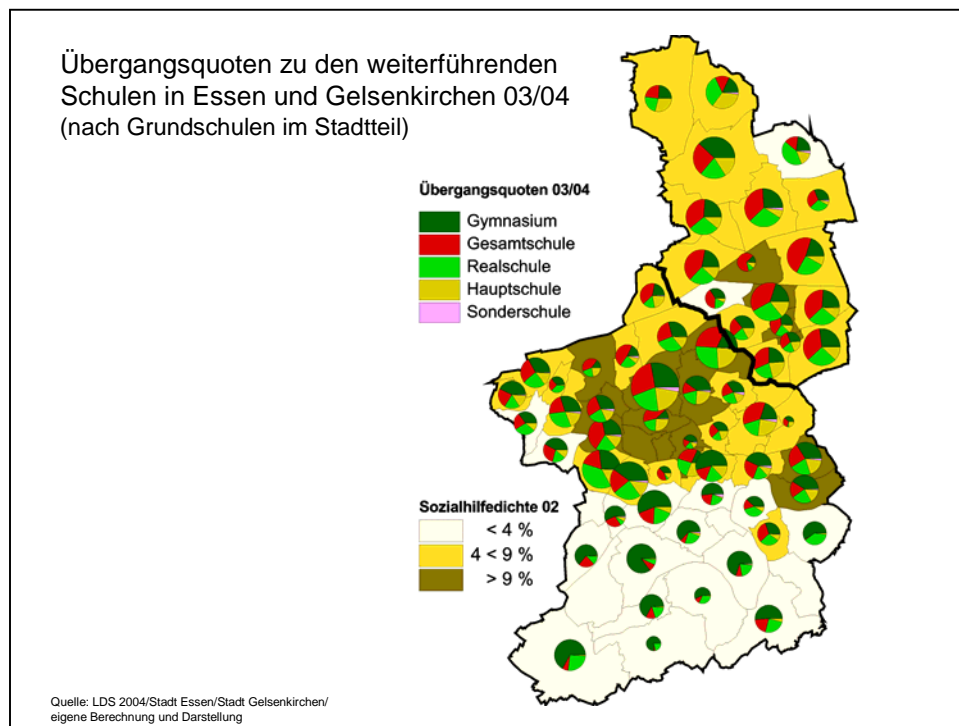 Übergangsquoten zu den weiterführenden
Schulen in Essen und Gelsenkirchen 03/04
(nach Grundschulen im Stadtteil)
Übergangsquoten 03/04
Gymnasium
Gesamtschule
Realschule
Hauptschule
Sonderschule
Sozialhilfedichte 02
< 4 %
4 < 9 %
> 9 %
Quelle: LDS 2004/Stadt Essen/Stadt Gelsenkirchen/
eigene Berechnung und Darstellung